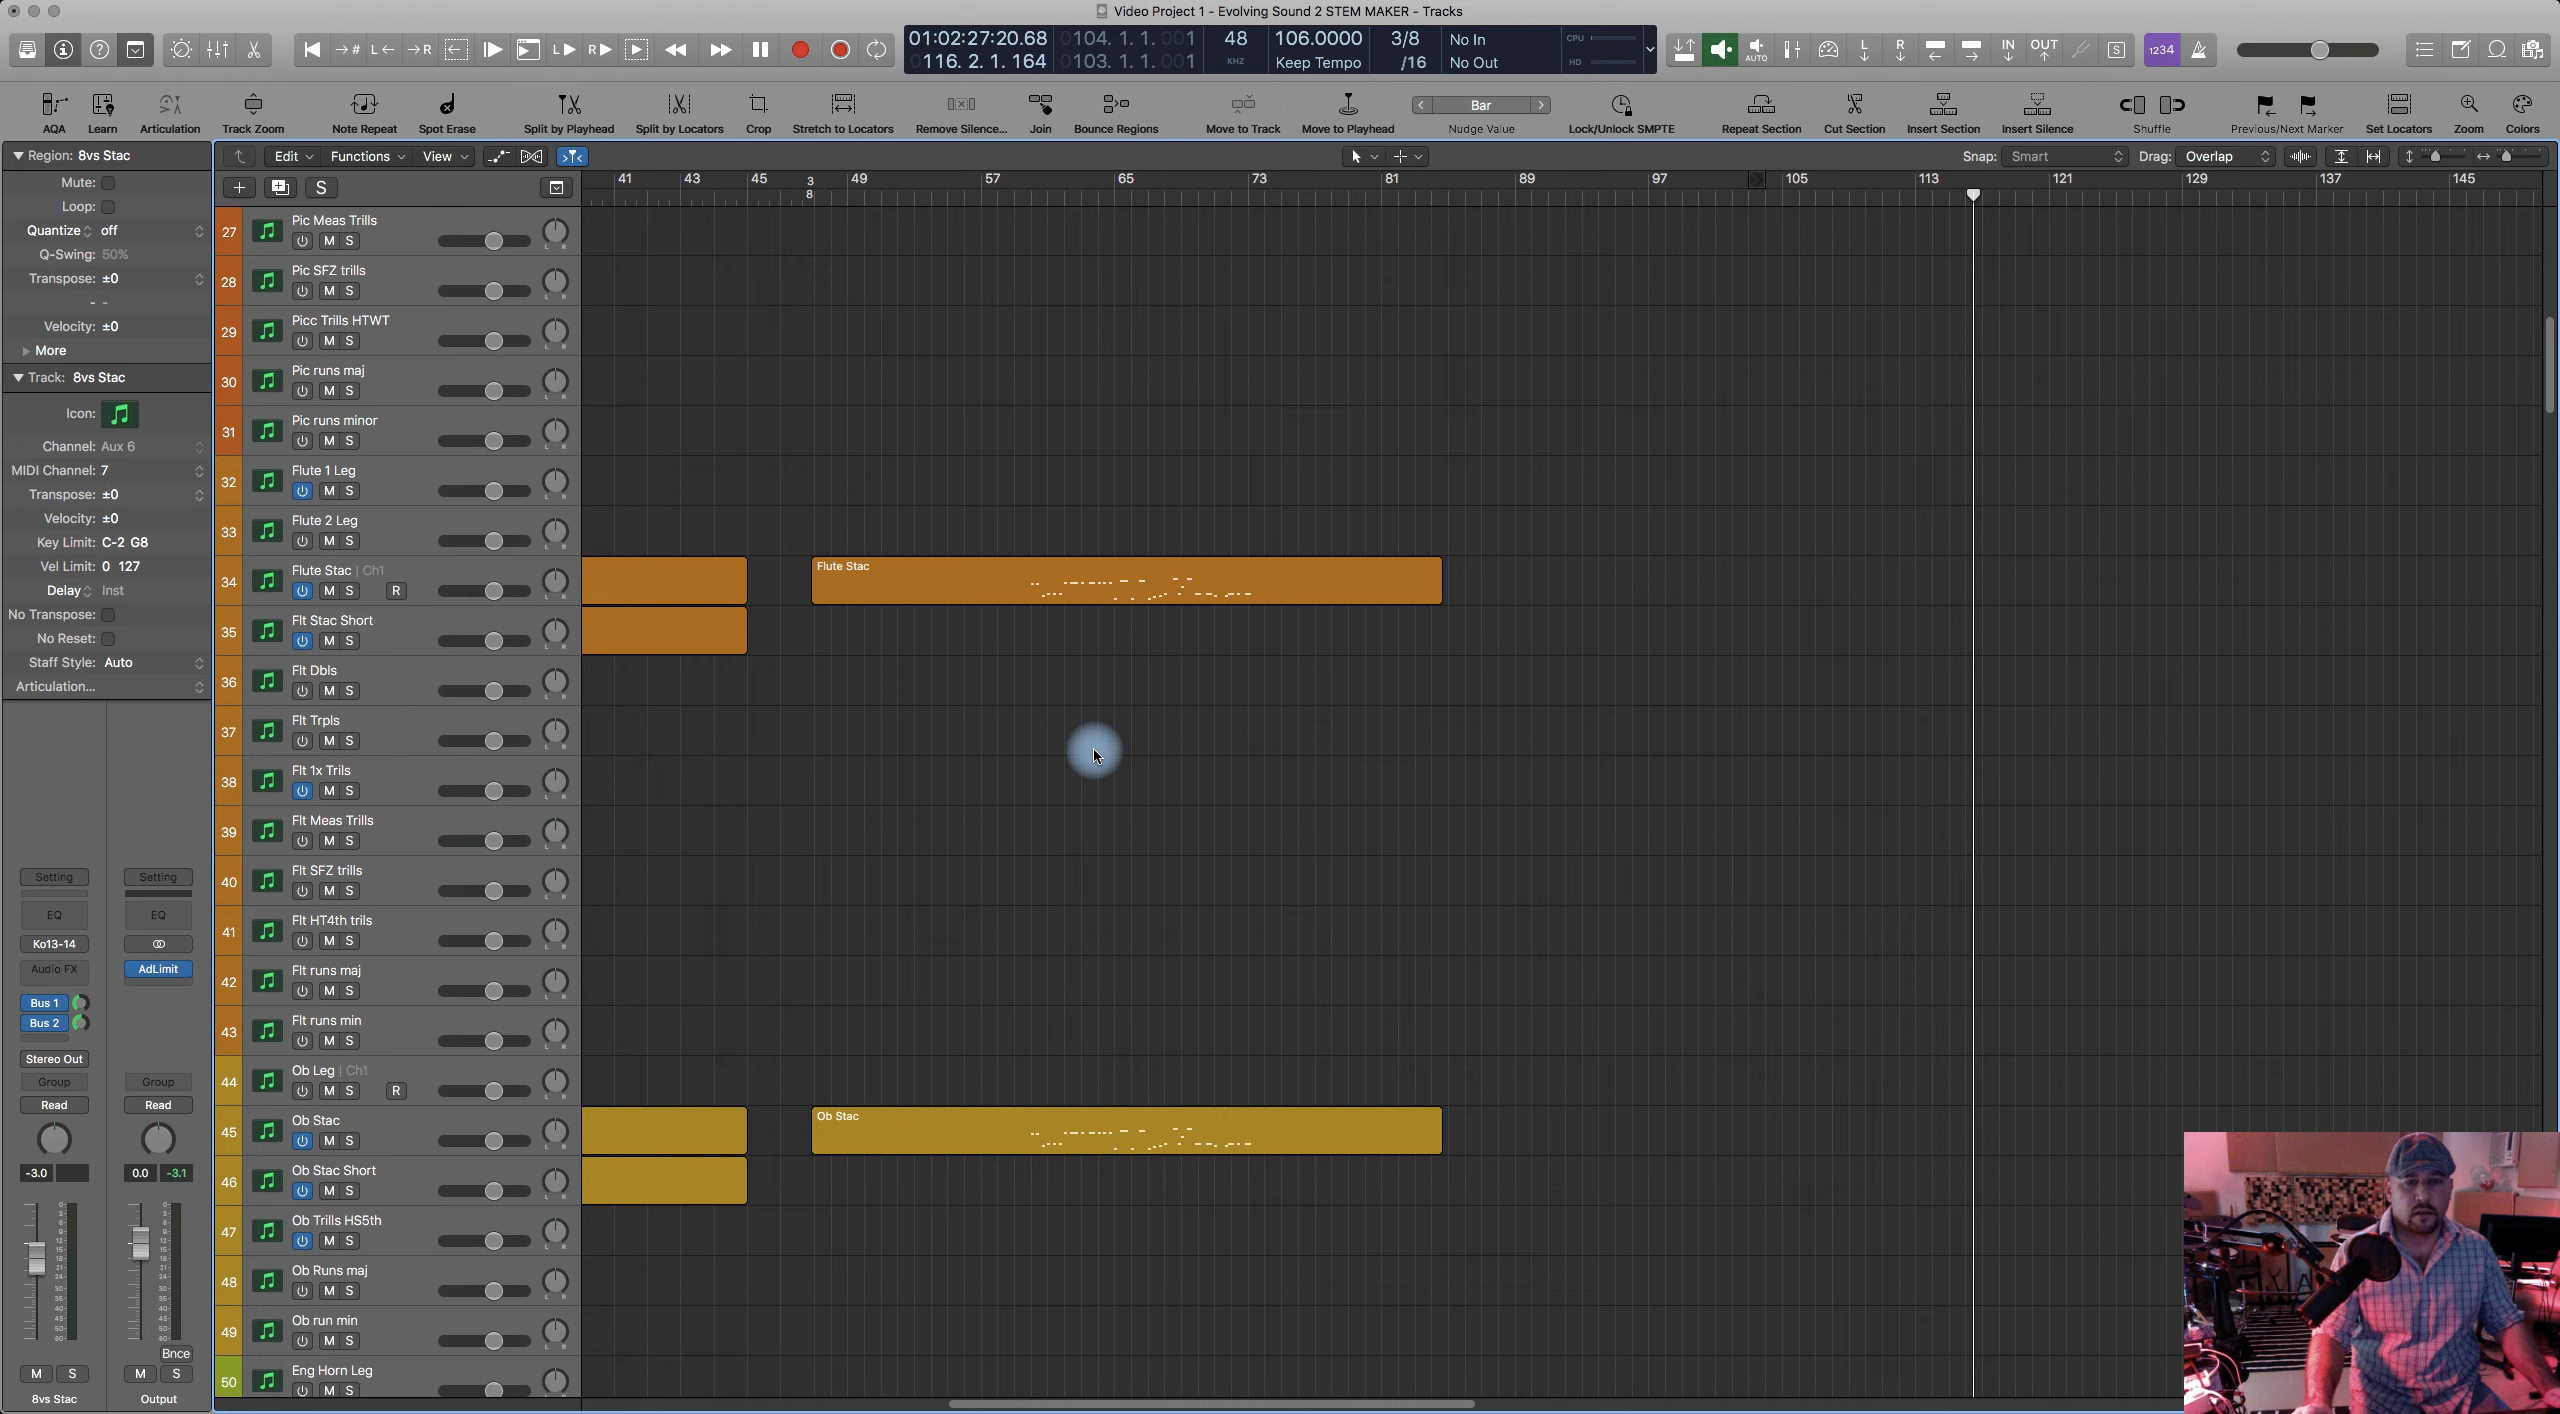 Video Project 1 - Evolving Sound 2 STEM MAKER - Tracks
01:02:27:20.68 0104. 1. 1. 001 48 106.0000 3/8 No In CPU
0116. 2. 1. 164 0103. 1. 1. 001 KHZ Keep Tempo /16 No Out HD
AUTO L R IN OUT S 1234
AQA Learn Articulation Track Zoom Note Repeat Spot Erase Split by Playhead Split by Locators Crop Stretch to Locators Remove Silence... Join Bounce Regions Move to Track Move to Playhead Bar Nudge Value Lock/Unlock SMPTE Repeat Section Cut Section Insert Section Insert Silence Shuffle Previous/Next Marker Set Locators Zoom Colors
Region: 8vs Stac
Edit Functions View Snap: Smart Drag: Overlap
41 43 45 3/8 49 57 65 73 81 89 97 105 113 121 129 137 145
Mute:
Loop:
Quantize off
Q-Swing: 50%
Transpose: ±0
- -
Velocity: ±0
More
Track: 8vs Stac
Icon:
Channel: Aux 6
MIDI Channel: 7
Transpose: ±0
Velocity: ±0
Key Limit: C-2 G8
Vel Limit: 0 127
Delay Inst
No Transpose:
No Reset:
Staff Style: Auto
Articulation...
Setting Setting
EQ EQ
Ko13-14
Audio FX AdLimit
Bus 1
Bus 2
Stereo Out
Group Group
Read Read
-3.0 0.0 -3.1
Bnce
M S M S
8vs Stac Output
S
27 Pic Meas Trills
M S
28 Pic SFZ trills
M S
29 Picc Trills HTWT
M S
30 Pic runs maj
M S
31 Pic runs minor
M S
32 Flute 1 Leg
M S
33 Flute 2 Leg
M S
34 Flute Stac | Ch1
M S R
Flute Stac
35 Flt Stac Short
M S
36 Flt Dbls
M S
37 Flt Trpls
M S
38 Flt 1x Trils
M S
39 Flt Meas Trills
M S
40 Flt SFZ trills
M S
41 Flt HT4th trils
M S
42 Flt runs maj
M S
43 Flt runs min
M S
44 Ob Leg | Ch1
M S R
45 Ob Stac
M S
Ob Stac
46 Ob Stac Short
M S
47 Ob Trills HS5th
M S
48 Ob Runs maj
M S
49 Ob run min
M S
50 Eng Horn Leg
M S